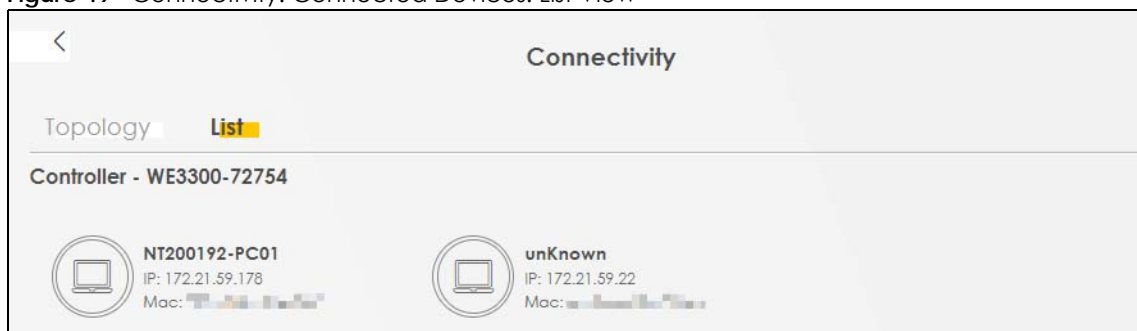 Connectivity
Topology List
Controller - WE3300-72754
NT200192-PC01
IP: 172.21.59.178
Mac:
unKnown
IP: 172.21.59.22
Mac: